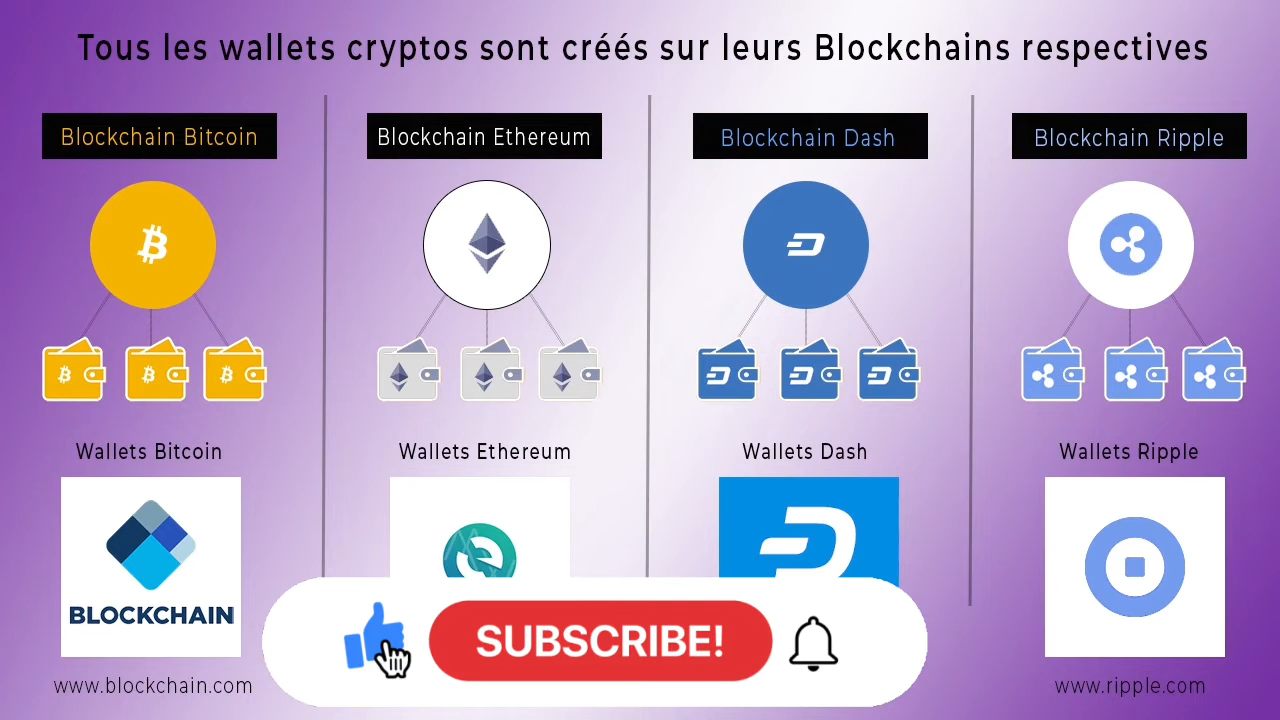 Tous les wallets cryptos sont créés sur leurs Blockchains respectives
Blockchain Bitcoin
Blockchain Ethereum
Blockchain Dash
Blockchain Ripple
Wallets Bitcoin
Wallets Ethereum
Wallets Dash
Wallets Ripple
BLOCKCHAIN
SUBSCRIBE!
www.blockchain.com
www.ripple.com